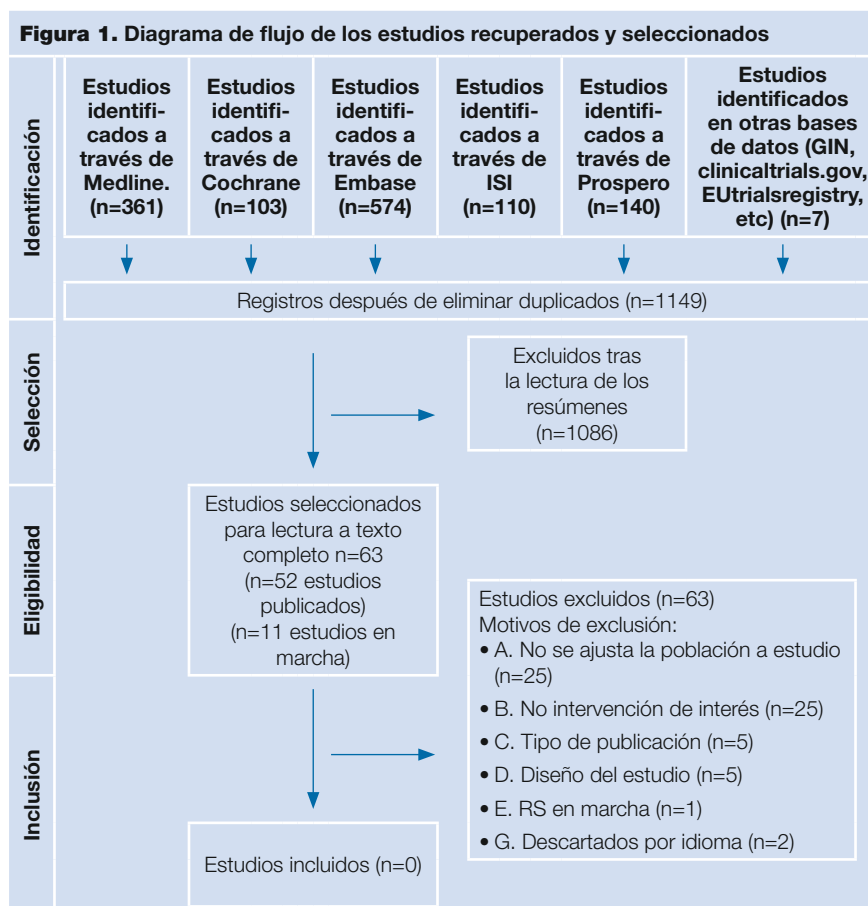 Figura 1. Diagrama de flujo de los estudios recuperados y seleccionados
Identificación
Estudios
identifi-
cados a
través de
Medline.
(n=361)
Estudios
identifi-
cados a
través de
Cochrane
(n=103)
Estudios
identifi-
cados a
través de
Embase
(n=574)
Estudios
identifi-
cados a
través de
ISI
(n=110)
Estudios
identifi-
cados a
través de
Prospero
(n=140)
Estudios
identificados
en otras bases
de datos (GIN,
clinicaltrials.gov,
EUtrialsregistry,
etc) (n=7)
Registros después de eliminar duplicados (n=1149)
Selección
Excluidos tras
la lectura de los
resúmenes
(n=1086)
Eligibilidad
Estudios seleccionados
para lectura a texto
completo n=63
(n=52 estudios
publicados)
(n=11 estudios en
marcha)
Estudios excluidos (n=63)
Motivos de exclusión:
• A. No se ajusta la población a estudio
(n=25)
• B. No intervención de interés (n=25)
• C. Tipo de publicación (n=5)
• D. Diseño del estudio (n=5)
• E. RS en marcha (n=1)
• G. Descartados por idioma (n=2)
Inclusión
Estudios incluidos (n=0)